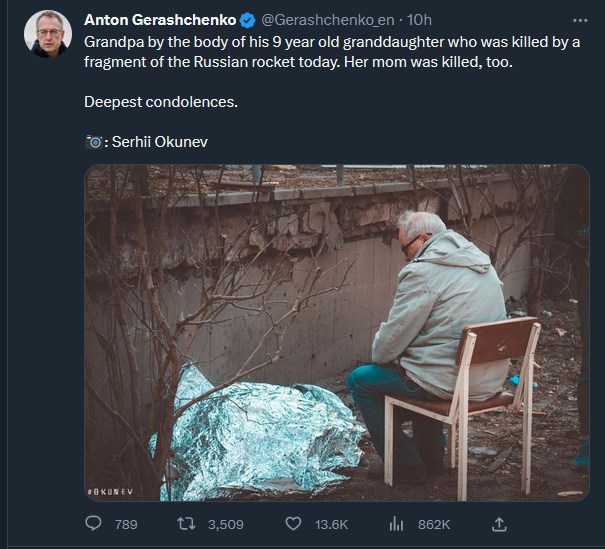 Anton Gerashchenko @Gerashchenko_en · 10h
Grandpa by the body of his 9 year old granddaughter who was killed by a
fragment of the Russian rocket today. Her mom was killed, too.
Deepest condolences.
: Serhii Okunev
#OKUNEV
789 3,509 13.6K 862K